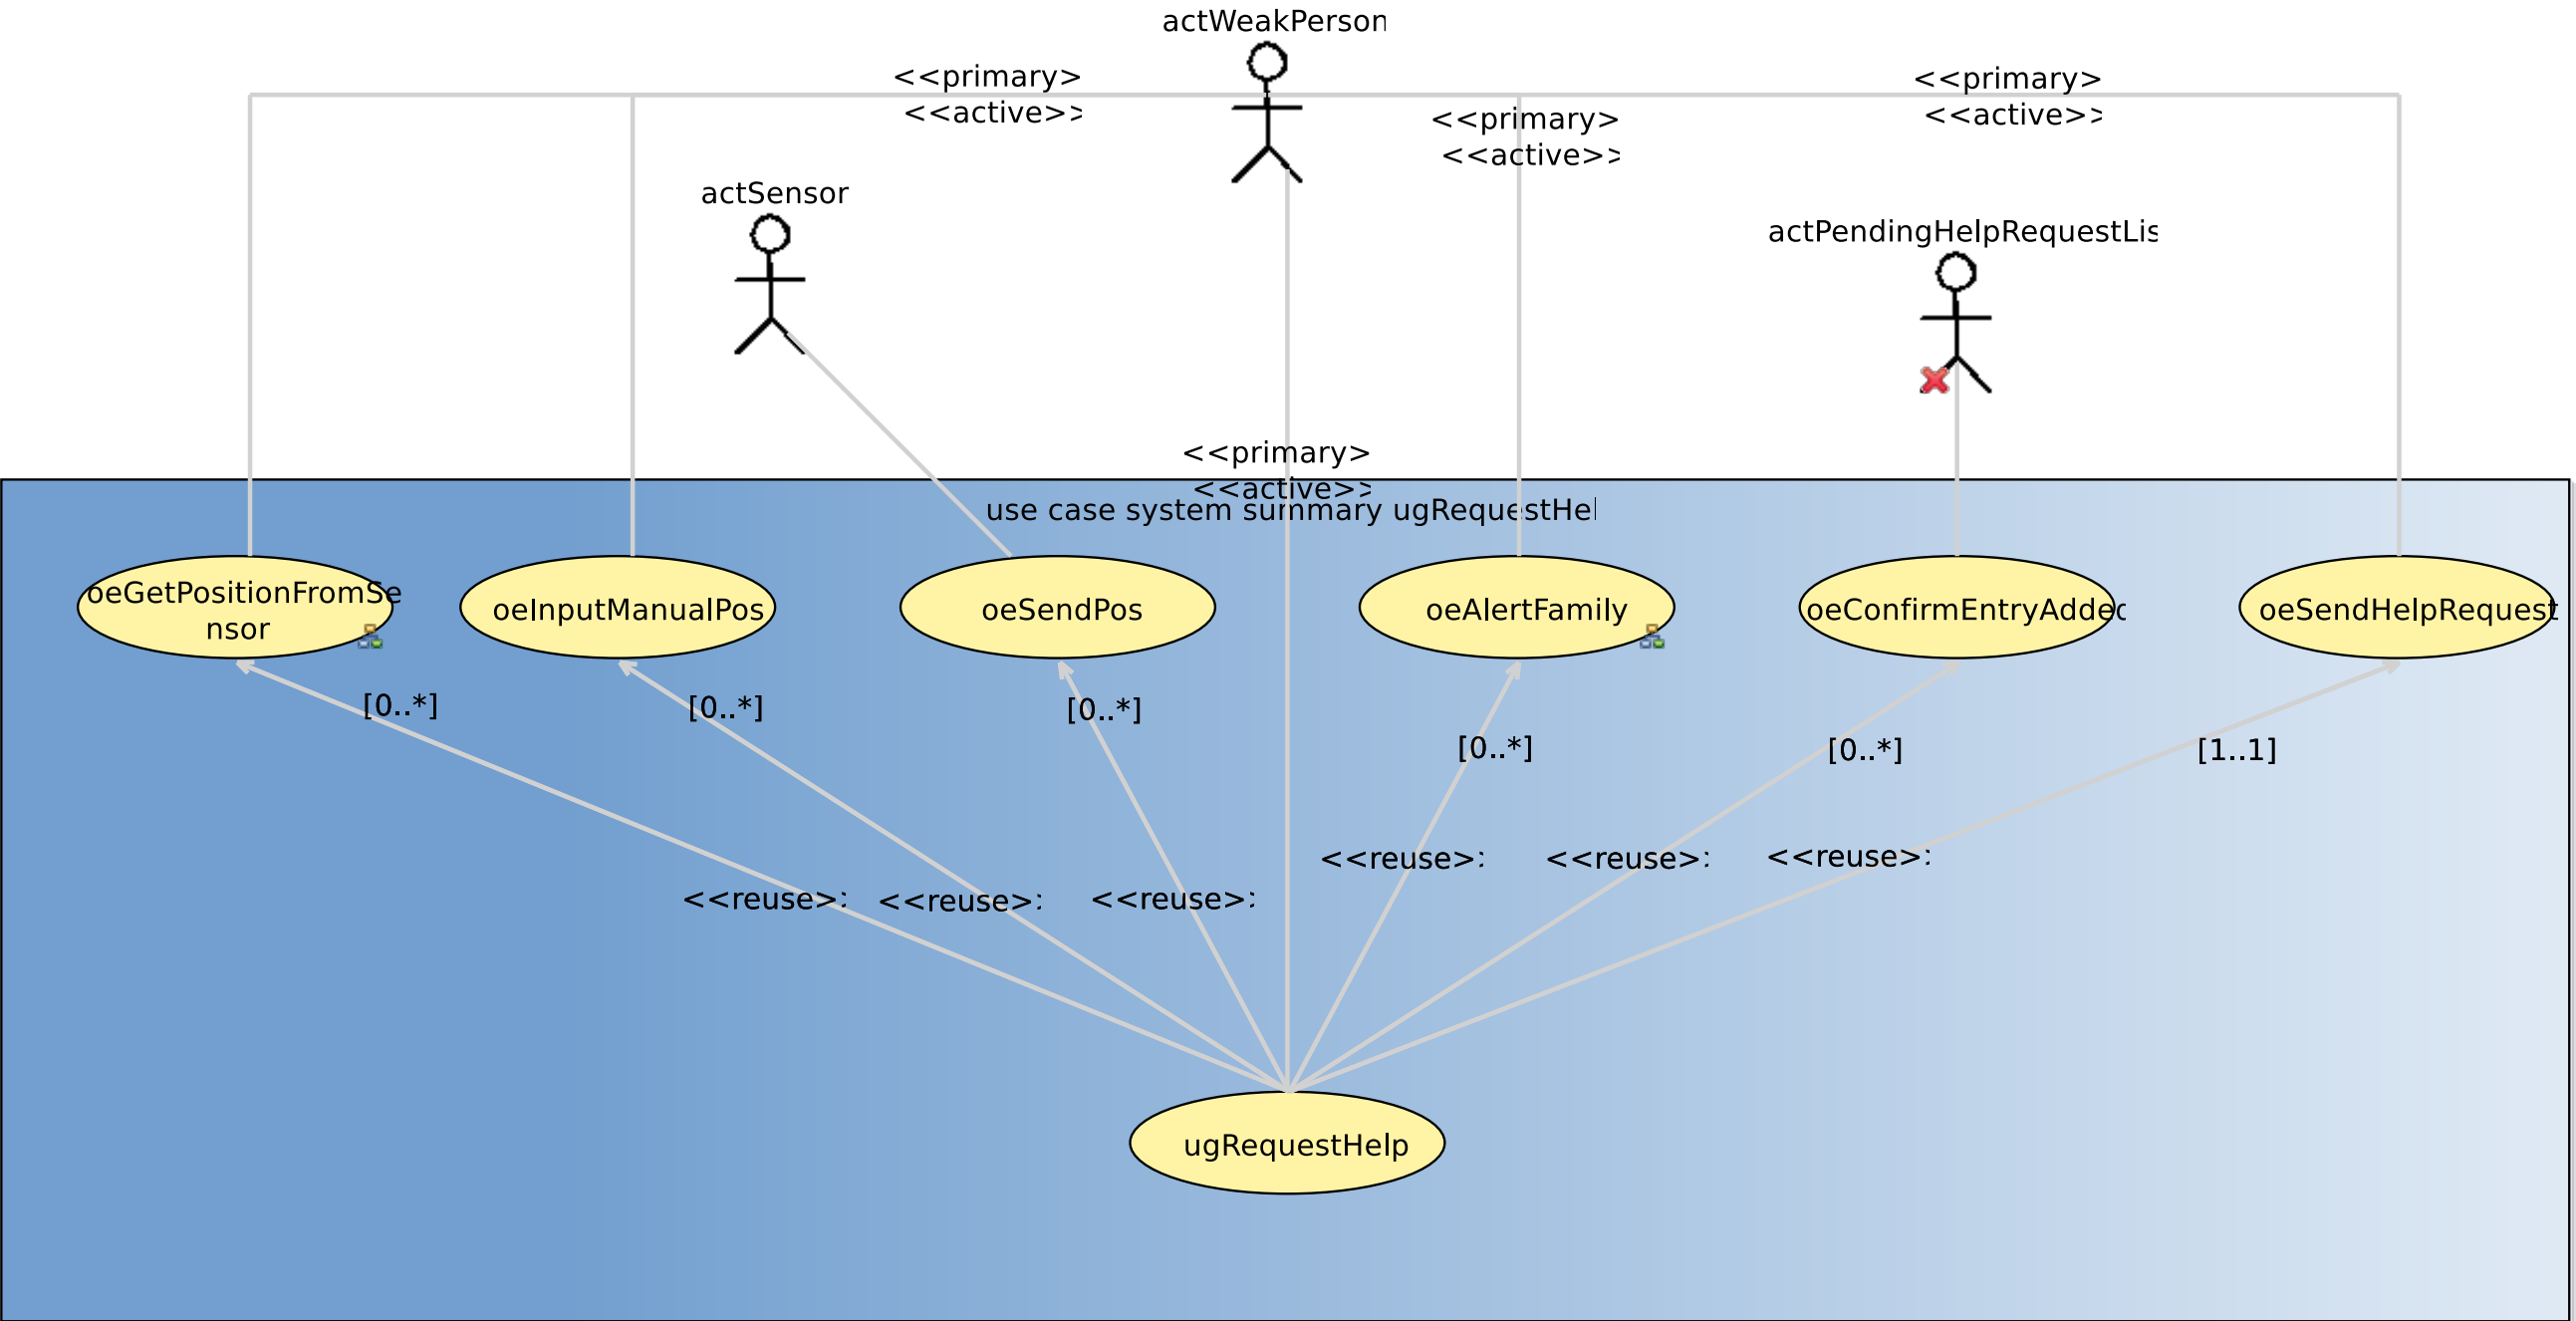 actWeakPerson
<<primary>
<<active>>
<<primary>
<<active>>
<<primary>
<<active>>
actSensor
actPendingHelpRequestLis
<<primary>
<<active>>
use case system summary ugRequestHel
oeGetPositionFromSe
nsor
oeInputManualPos
oeSendPos
oeAlertFamily
oeConfirmEntryAdded
oeSendHelpRequest
[0..*]
[0..*]
[0..*]
[0..*]
[0..*]
[1..1]
<<reuse>>
<<reuse>>
<<reuse>>
<<reuse>>
<<reuse>>
<<reuse>>
ugRequestHelp